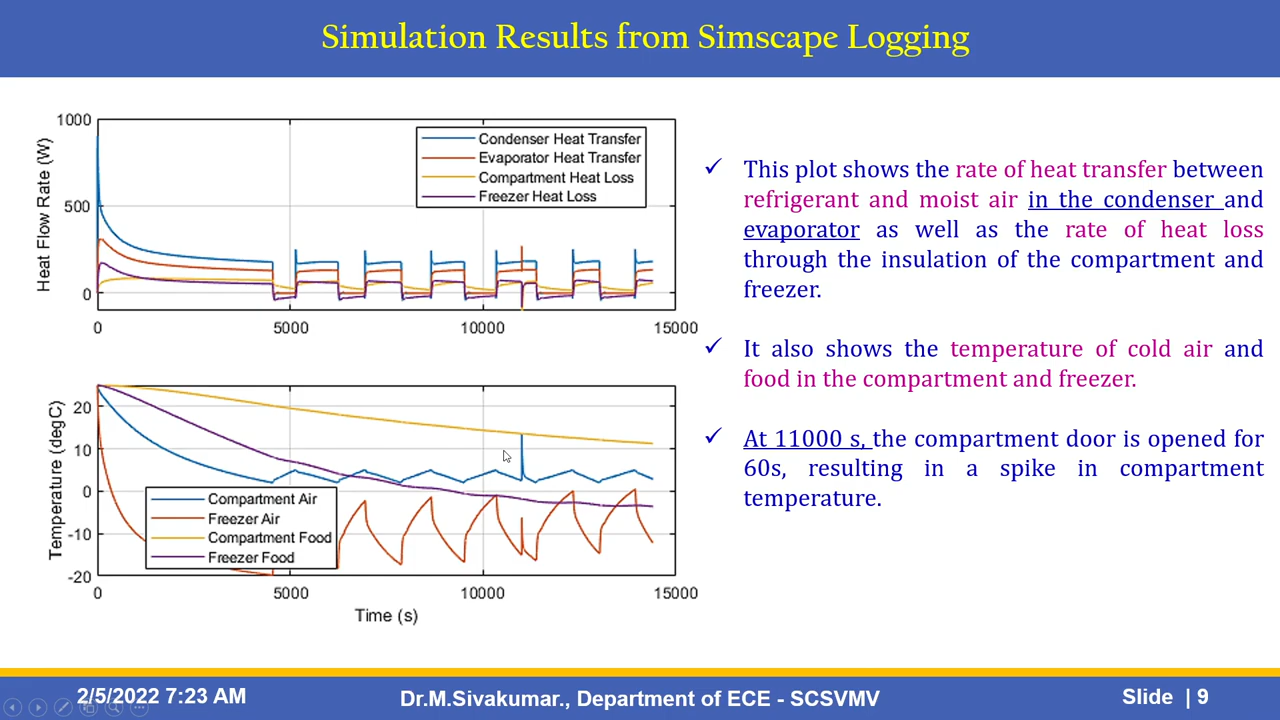 Simulation Results from Simscape Logging
1000
500
0
Heat Flow Rate (W)
Condenser Heat Transfer
Evaporator Heat Transfer
Compartment Heat Loss
Freezer Heat Loss
0 5000 10000 15000
20
10
0
-10
-20
Temperature (degC)
Compartment Air
Freezer Air
Compartment Food
Freezer Food
0 5000 10000 15000
Time (s)
✓ This plot shows the rate of heat transfer between
refrigerant and moist air in the condenser and
evaporator as well as the rate of heat loss
through the insulation of the compartment and
freezer.
✓ It also shows the temperature of cold air and
food in the compartment and freezer.
✓ At 11000 s, the compartment door is opened for
60s, resulting in a spike in compartment
temperature.
2/5/2022 7:23 AM
Dr.M.Sivakumar., Department of ECE - SCSVMV
Slide | 9